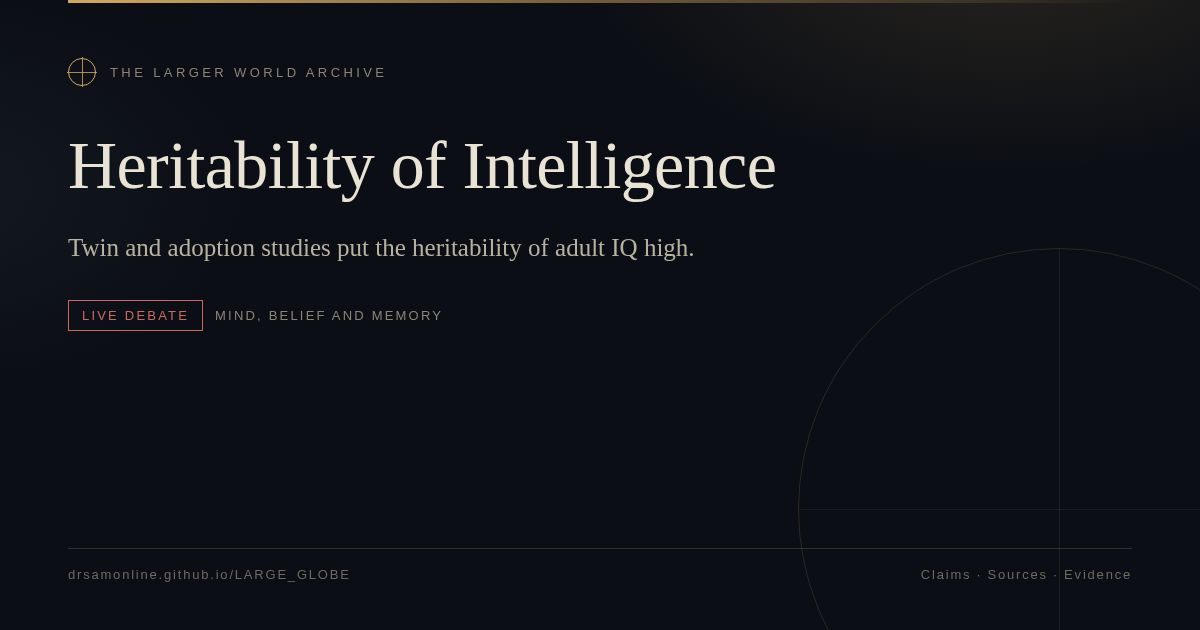 THE LARGER WORLD ARCHIVE
Heritability of Intelligence
Twin and adoption studies put the heritability of adult IQ high.
LIVE DEBATE MIND, BELIEF AND MEMORY
drsamonline.github.io/LARGE_GLOBE
Claims · Sources · Evidence